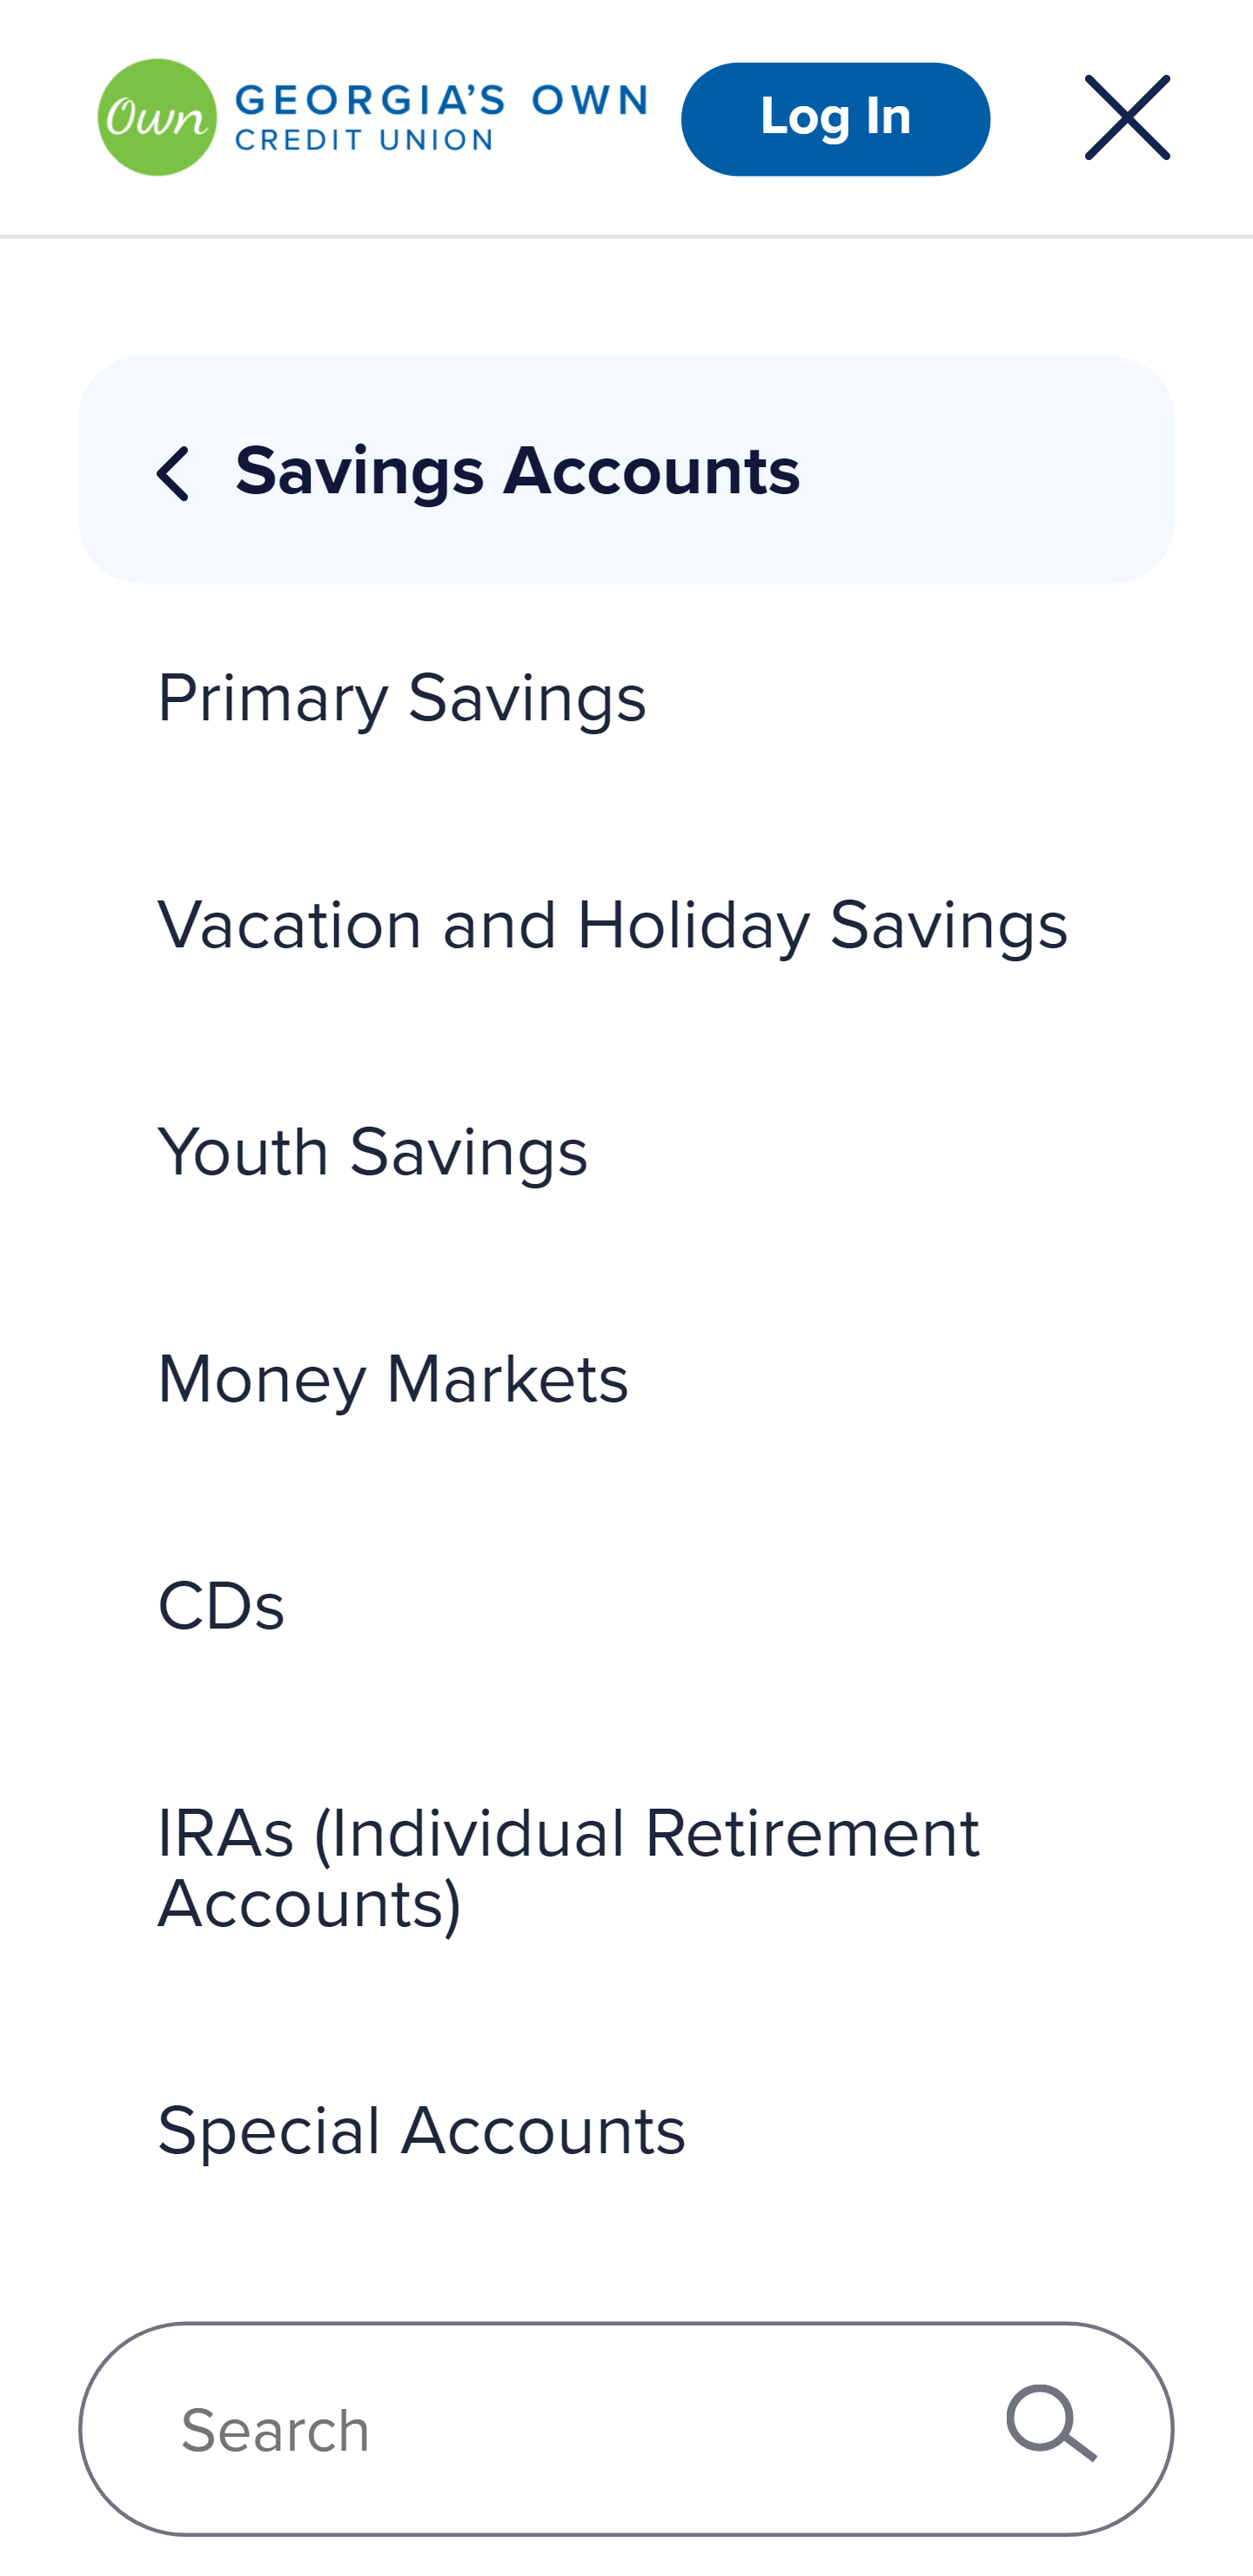 Own
GEORGIA’S OWN
CREDIT UNION
Log In
Savings Accounts
Primary Savings
Vacation and Holiday Savings
Youth Savings
Money Markets
CDs
IRAs (Individual Retirement
Accounts)
Special Accounts
Search